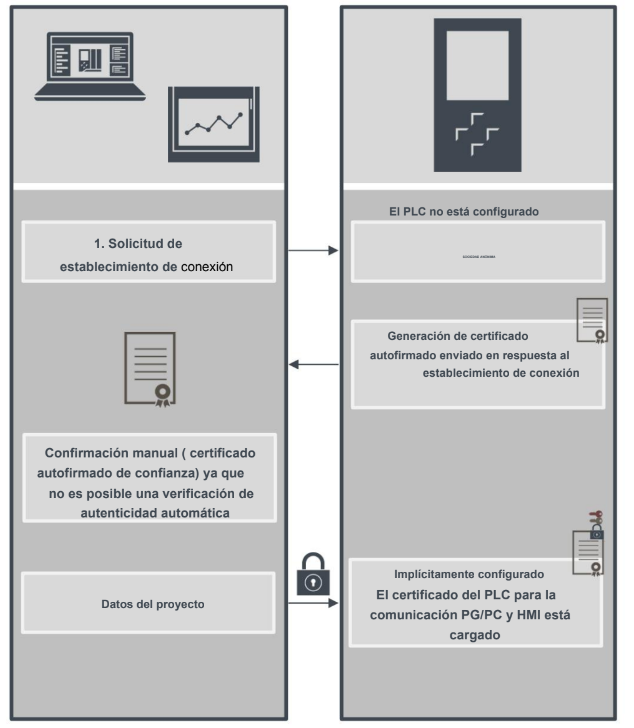 El PLC no está configurado
1. Solicitud de
establecimiento de conexión
Generación de certificado
autofirmado enviado en respuesta al
establecimiento de conexión
Confirmación manual ( certificado
autofirmado de confianza) ya que
no es posible una verificación de
autenticidad automática
Datos del proyecto
Implícitamente configurado
El certificado del PLC para la
comunicación PG/PC y HMI está
cargado